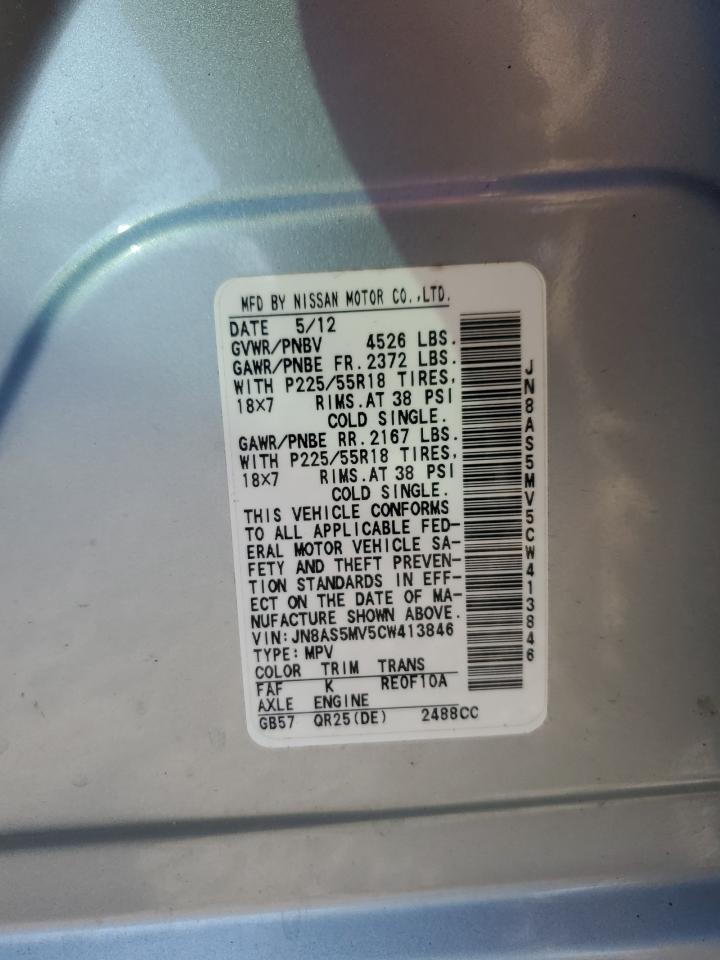 MFD BY NISSAN MOTOR CO.,LTD.
DATE 5/12
GVWR/PNBV 4526 LBS.
GAWR/PNBE FR. 2372 LBS.
WITH P225/55R18 TIRES,
18X7 RIMS.AT 38 PSI
COLD SINGLE.
GAWR/PNBE RR. 2167 LBS.
WITH P225/55R18 TIRES,
18X7 RIMS.AT 38 PSI
COLD SINGLE.
THIS VEHICLE CONFORMS
TO ALL APPLICABLE FED-
ERAL MOTOR VEHICLE SA-
FETY AND THEFT PREVEN-
TION STANDARDS IN EFF-
ECT ON THE DATE OF MA-
NUFACTURE SHOWN ABOVE.
VIN:JN8AS5MV5CW413846
TYPE:MPV
COLOR TRIM TRANS
FAF K RE0F10A
AXLE ENGINE
GB57 QR25(DE) 2488CC
JN8AS5MV5CW413846